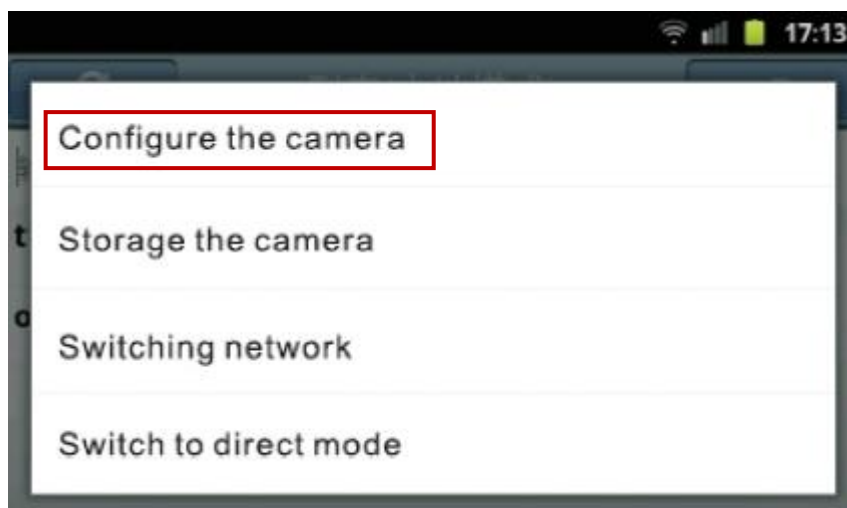 17:13
Configure the camera
Storage the camera
Switching network
Switch to direct mode